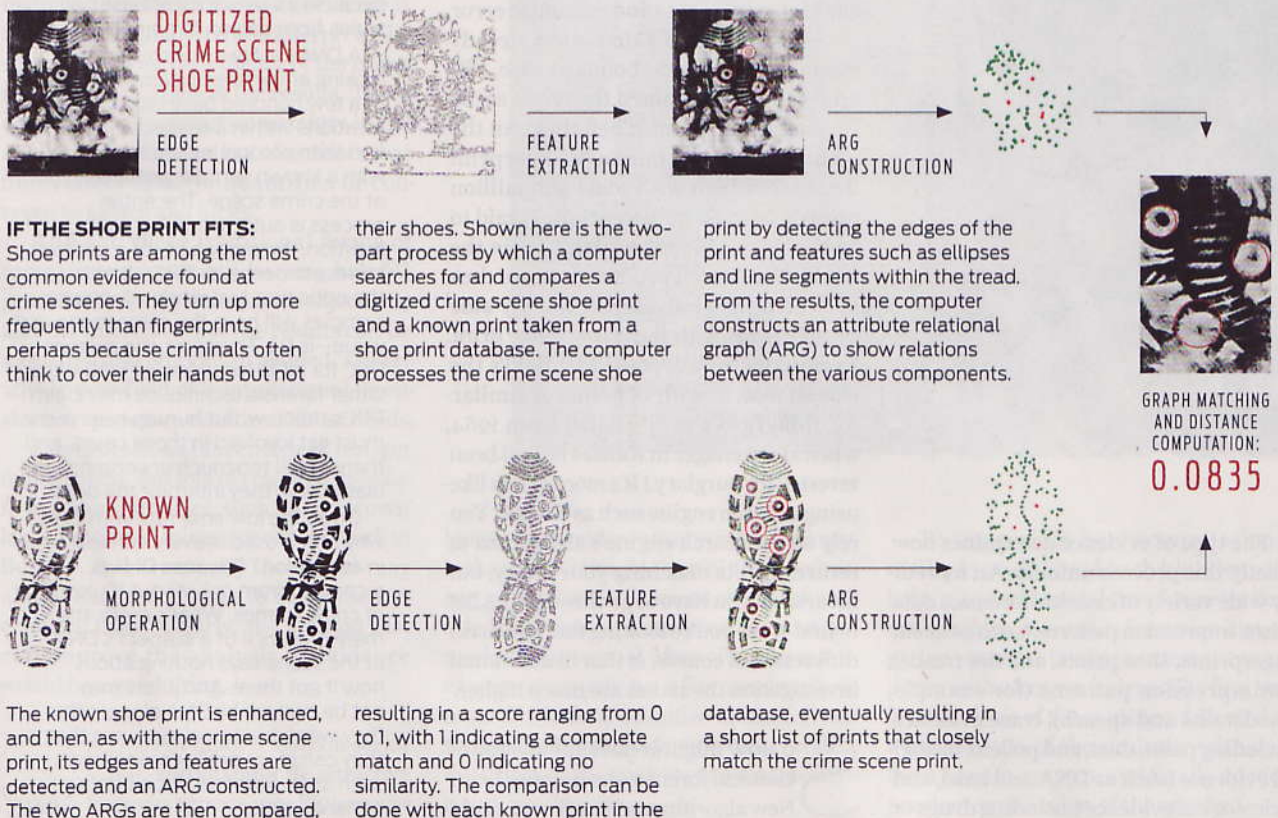 DIGITIZED
CRIME SCENE
SHOE PRINT
EDGE
DETECTION
FEATURE
EXTRACTION
ARG
CONSTRUCTION
IF THE SHOE PRINT FITS:
Shoe prints are among the most
common evidence found at
crime scenes. They show up more
frequently than fingerprints,
perhaps because criminals often
think to cover their hands but not
their shoes. Shown here is the two-
part process by which a computer
searches for and compares a
digitized crime scene shoe print
and a known print taken from a
shoe print database. The computer
processes the crime scene shoe
print by detecting the edges of the
print and features such as ellipses
and line segments within the tread.
From the results, the computer
constructs an attribute relational
graph (ARG) to show relations
between the various components.
GRAPH MATCHING
AND DISTANCE
COMPUTATION:
0.0835
KNOWN
PRINT
MORPHOLOGICAL
OPERATION
EDGE
DETECTION
FEATURE
EXTRACTION
ARG
CONSTRUCTION
The known shoe print is enhanced,
and then, as with the crime scene
print, its edges and features are
detected and an ARG constructed.
The two ARGs are then compared,
resulting in a score ranging from 0
to 1, with 1 indicating a complete
match and 0 indicating no
similarity. The comparison can be
done with each known print in the
database, eventually resulting in
a short list of prints that closely
match the crime scene print.